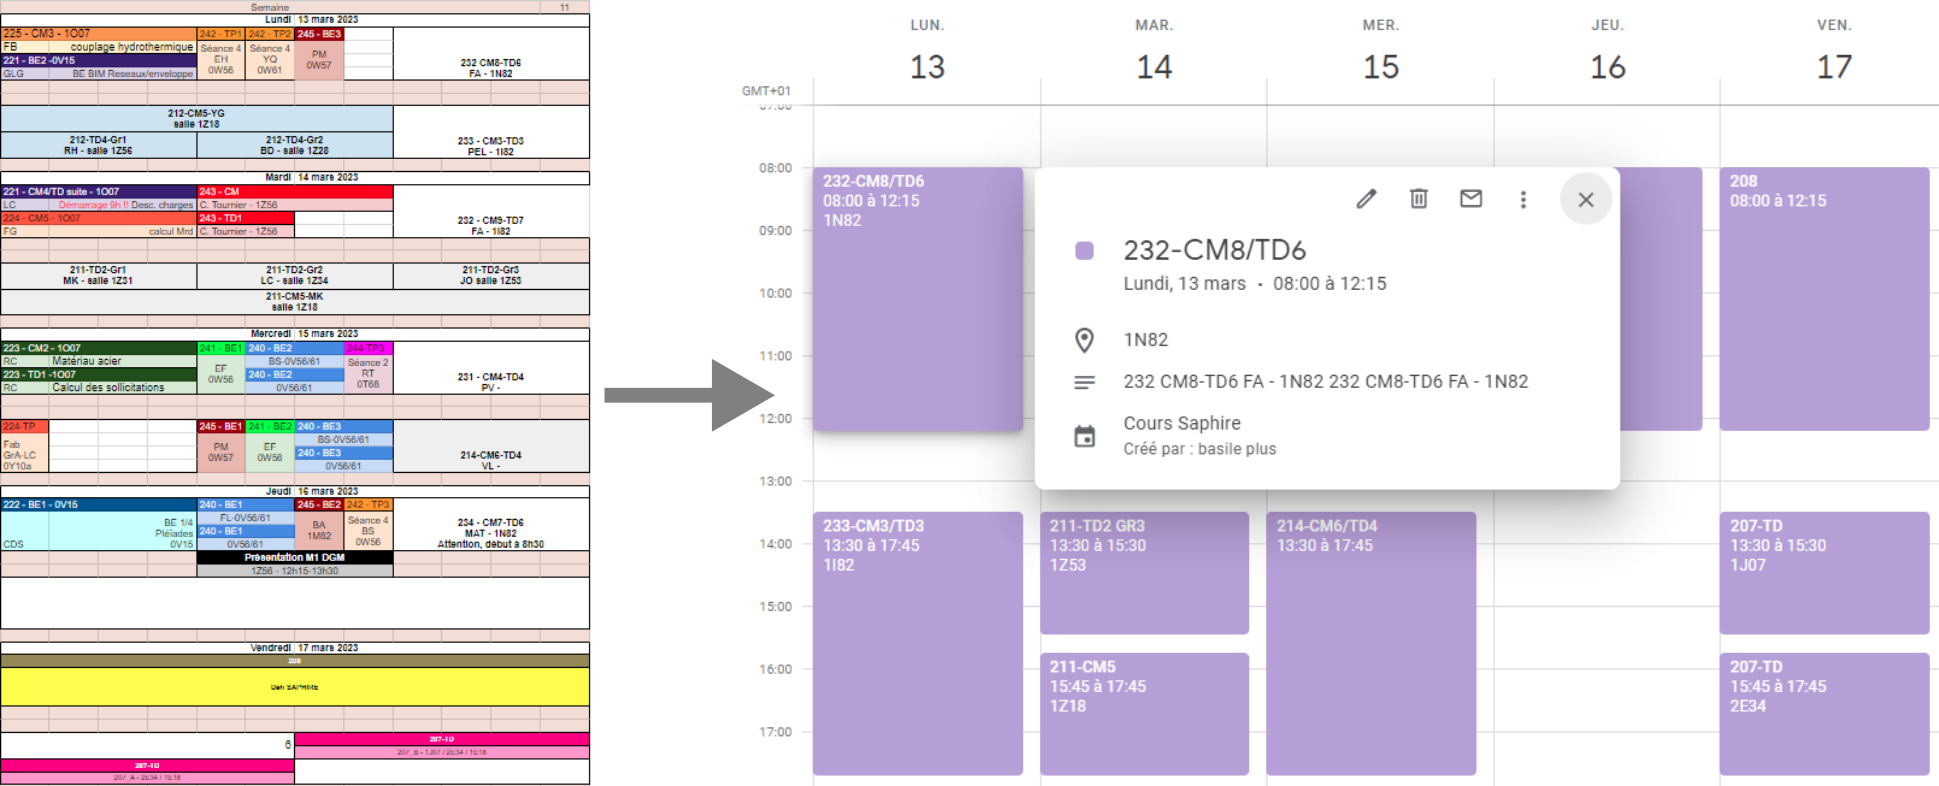 Semaine 11
Lundi 13 mars 2023
225 - CM3 - 1O07
242 - TP1
242 - TP2
245 - BE3
FB couplage hydrothermique
221 - BE2 -0V15
GLG BE BIM Reseaux/enveloppe
Séance 4
EH
0W56
Séance 4
YQ
0W61
PM
0W57
232 CM8-TD6
FA - 1N82
212-CM5-YG
salle 1Z18
212-TD4-Gr1
RH - salle 1Z56
212-TD4-Gr2
BD - salle 1Z28
233 - CM3-TD3
PEL - 1I82
Mardi 14 mars 2023
221 - CM4/TD suite - 1O07
LC Démarrage 9h !! Desc. charges
224 - CM5 - 1O07
FG calcul Mrd
243 - CM
C. Tournier - 1Z56
243 - TD1
C. Tournier - 1Z56
232 - CM9-TD7
FA - 1I82
211-TD2-Gr1
MK - salle 1Z31
211-TD2-Gr2
LC - salle 1Z34
211-TD2-Gr3
JO salle 1Z53
211-CM5-MK
salle 1Z18
Mercredi 15 mars 2023
223 - CM2 - 1O07
RC Matériau acier
223 - TD1 -1O07
RC Calcul des sollicitations
241 - BE1
EF
0W56
240 - BE2
BS-0V56/61
240 - BE2
0V56/61
244-TP3
Séance 2
RT
0T68
231 - CM4-TD4
PV -
224-TP
Fab
GrA-LC
0Y10a
245 - BE1
PM
0W57
241 - BE2
EF
0W56
240 - BE3
BS-0V56/61
240 - BE3
0V56/61
214-CM6-TD4
VL -
Jeudi 16 mars 2023
222 - BE1 - 0V15
BE 1/4
Pléiades
CDS 0V15
240 - BE1
FL-0V56/61
240 - BE1
0V56/61
245 - BE2
BA
1M82
242 - TP3
Séance 4
BS
0W56
234 - CM7-TD6
MAT - 1N82
Attention, début à 8h30
Présentation M1 DGM
1Z56 - 12h15-13h30
Vendredi 17 mars 2023
208
Défi SAPHIRE
6
207-TD
207_B - 1J07 / 2E34 / 1E18
207-TD
207_A - 2E34 / 1E18
LUN. MAR. MER. JEU. VEN.
13 14 15 16 17
GMT+01
07:30
08:00
09:00
10:00
11:00
12:00
13:00
14:00
15:00
16:00
17:00
232-CM8/TD6
08:00 à 12:15
1N82
208
08:00 à 12:15
232-CM8/TD6
Lundi, 13 mars · 08:00 à 12:15
1N82
232 CM8-TD6 FA - 1N82 232 CM8-TD6 FA - 1N82
Cours Saphire
Créé par : basile plus
233-CM3/TD3
13:30 à 17:45
1I82
211-TD2 GR3
13:30 à 15:30
1Z53
211-CM5
15:45 à 17:45
1Z18
214-CM6/TD4
13:30 à 17:45
207-TD
13:30 à 15:30
1J07
207-TD
15:45 à 17:45
2E34